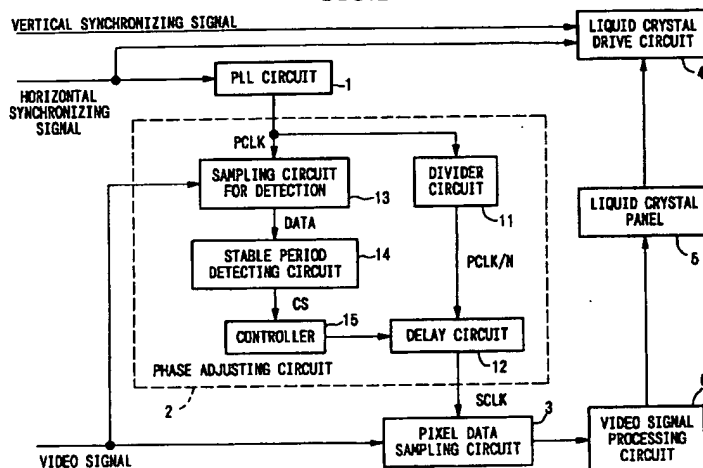 VERTICAL SYNCHRONIZING SIGNAL
LIQUID CRYSTAL
DRIVE CIRCUIT
4
PLL CIRCUIT
1
HORIZONTAL
SYNCHRONIZING
SIGNAL
PCLK
SAMPLING CIRCUIT
FOR DETECTION
13
DIVIDER
CIRCUIT
11
DATA
LIQUID CRYSTAL
PANEL
5
STABLE PERIOD
DETECTING CIRCUIT
14
PCLK/N
CS
CONTROLLER
15
DELAY CIRCUIT
12
PHASE ADJUSTING CIRCUIT
2
SCLK
3
PIXEL DATA
SAMPLING CIRCUIT
VIDEO SIGNAL
PROCESSING
CIRCUIT
VIDEO SIGNAL